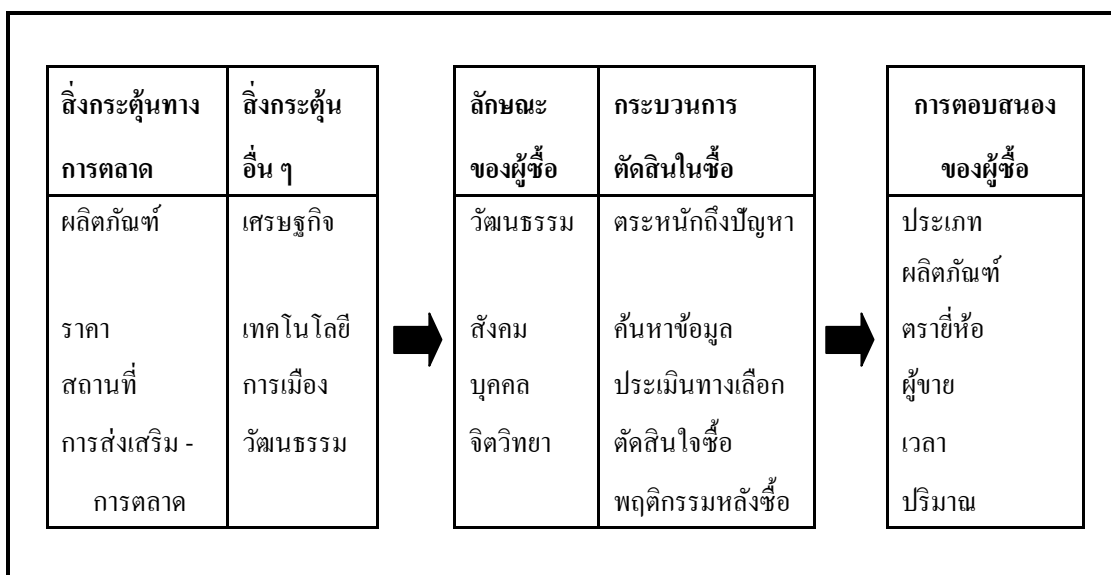 สิ่งกระตุ้นทาง
การตลาด
สิ่งกระตุ้น
อื่น ๆ
ผลิตภัณฑ์
ราคา
สถานที่
การส่งเสริม -
การตลาด
เศรษฐกิจ
เทคโนโลยี
การเมือง
วัฒนธรรม
ลักษณะ
ของผู้ซื้อ
กระบวนการ
ตัดสินในซื้อ
วัฒนธรรม
สังคม
บุคคล
จิตวิทยา
ตระหนักถึงปัญหา
ค้นหาข้อมูล
ประเมินทางเลือก
ตัดสินใจซื้อ
พฤติกรรมหลังซื้อ
การตอบสนอง
ของผู้ซื้อ
ประเภท
ผลิตภัณฑ์
ตรายี่ห้อ
ผู้ขาย
เวลา
ปริมาณ